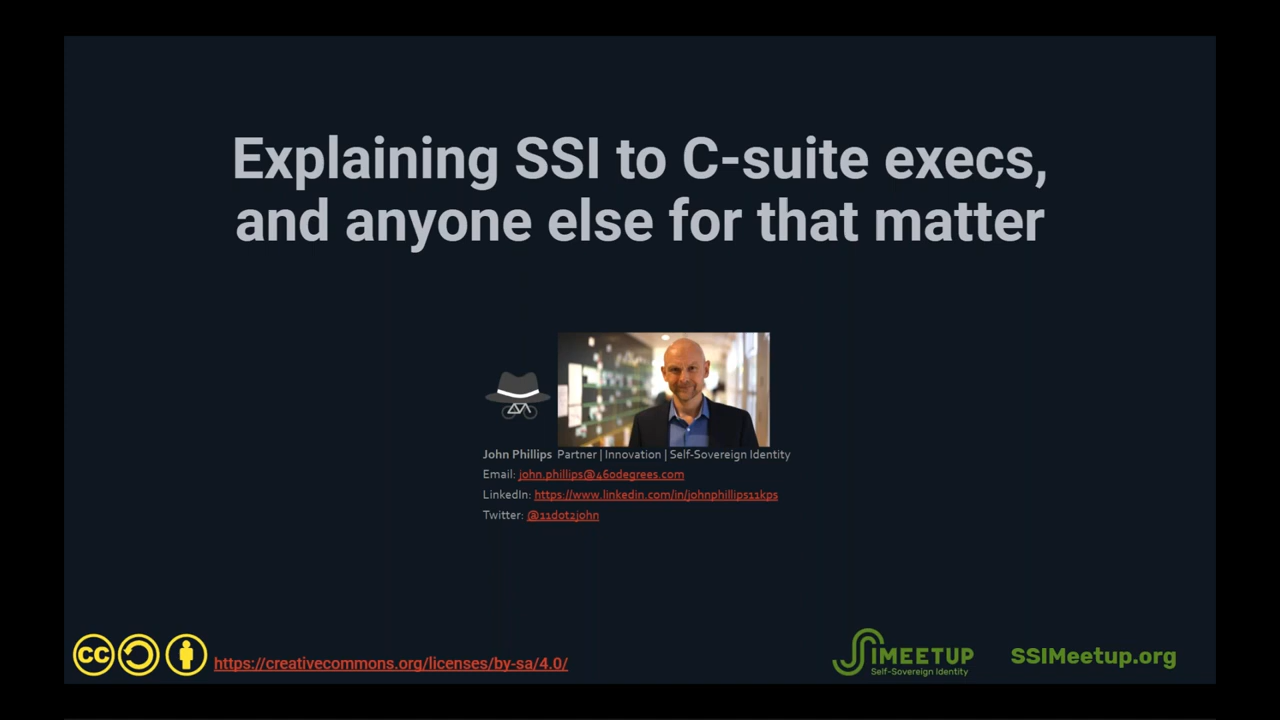 Explaining SSI to C-suite execs,
and anyone else for that matter
John Phillips Partner | Innovation | Self-Sovereign Identity
Email: john.phillips@460degrees.com
LinkedIn: https://www.linkedin.com/in/johnphillips11kps
Twitter: @11dot2john
CC
https://creativecommons.org/licenses/by-sa/4.0/
SSIMEETUP
Self-Sovereign Identity
SSIMeetup.org